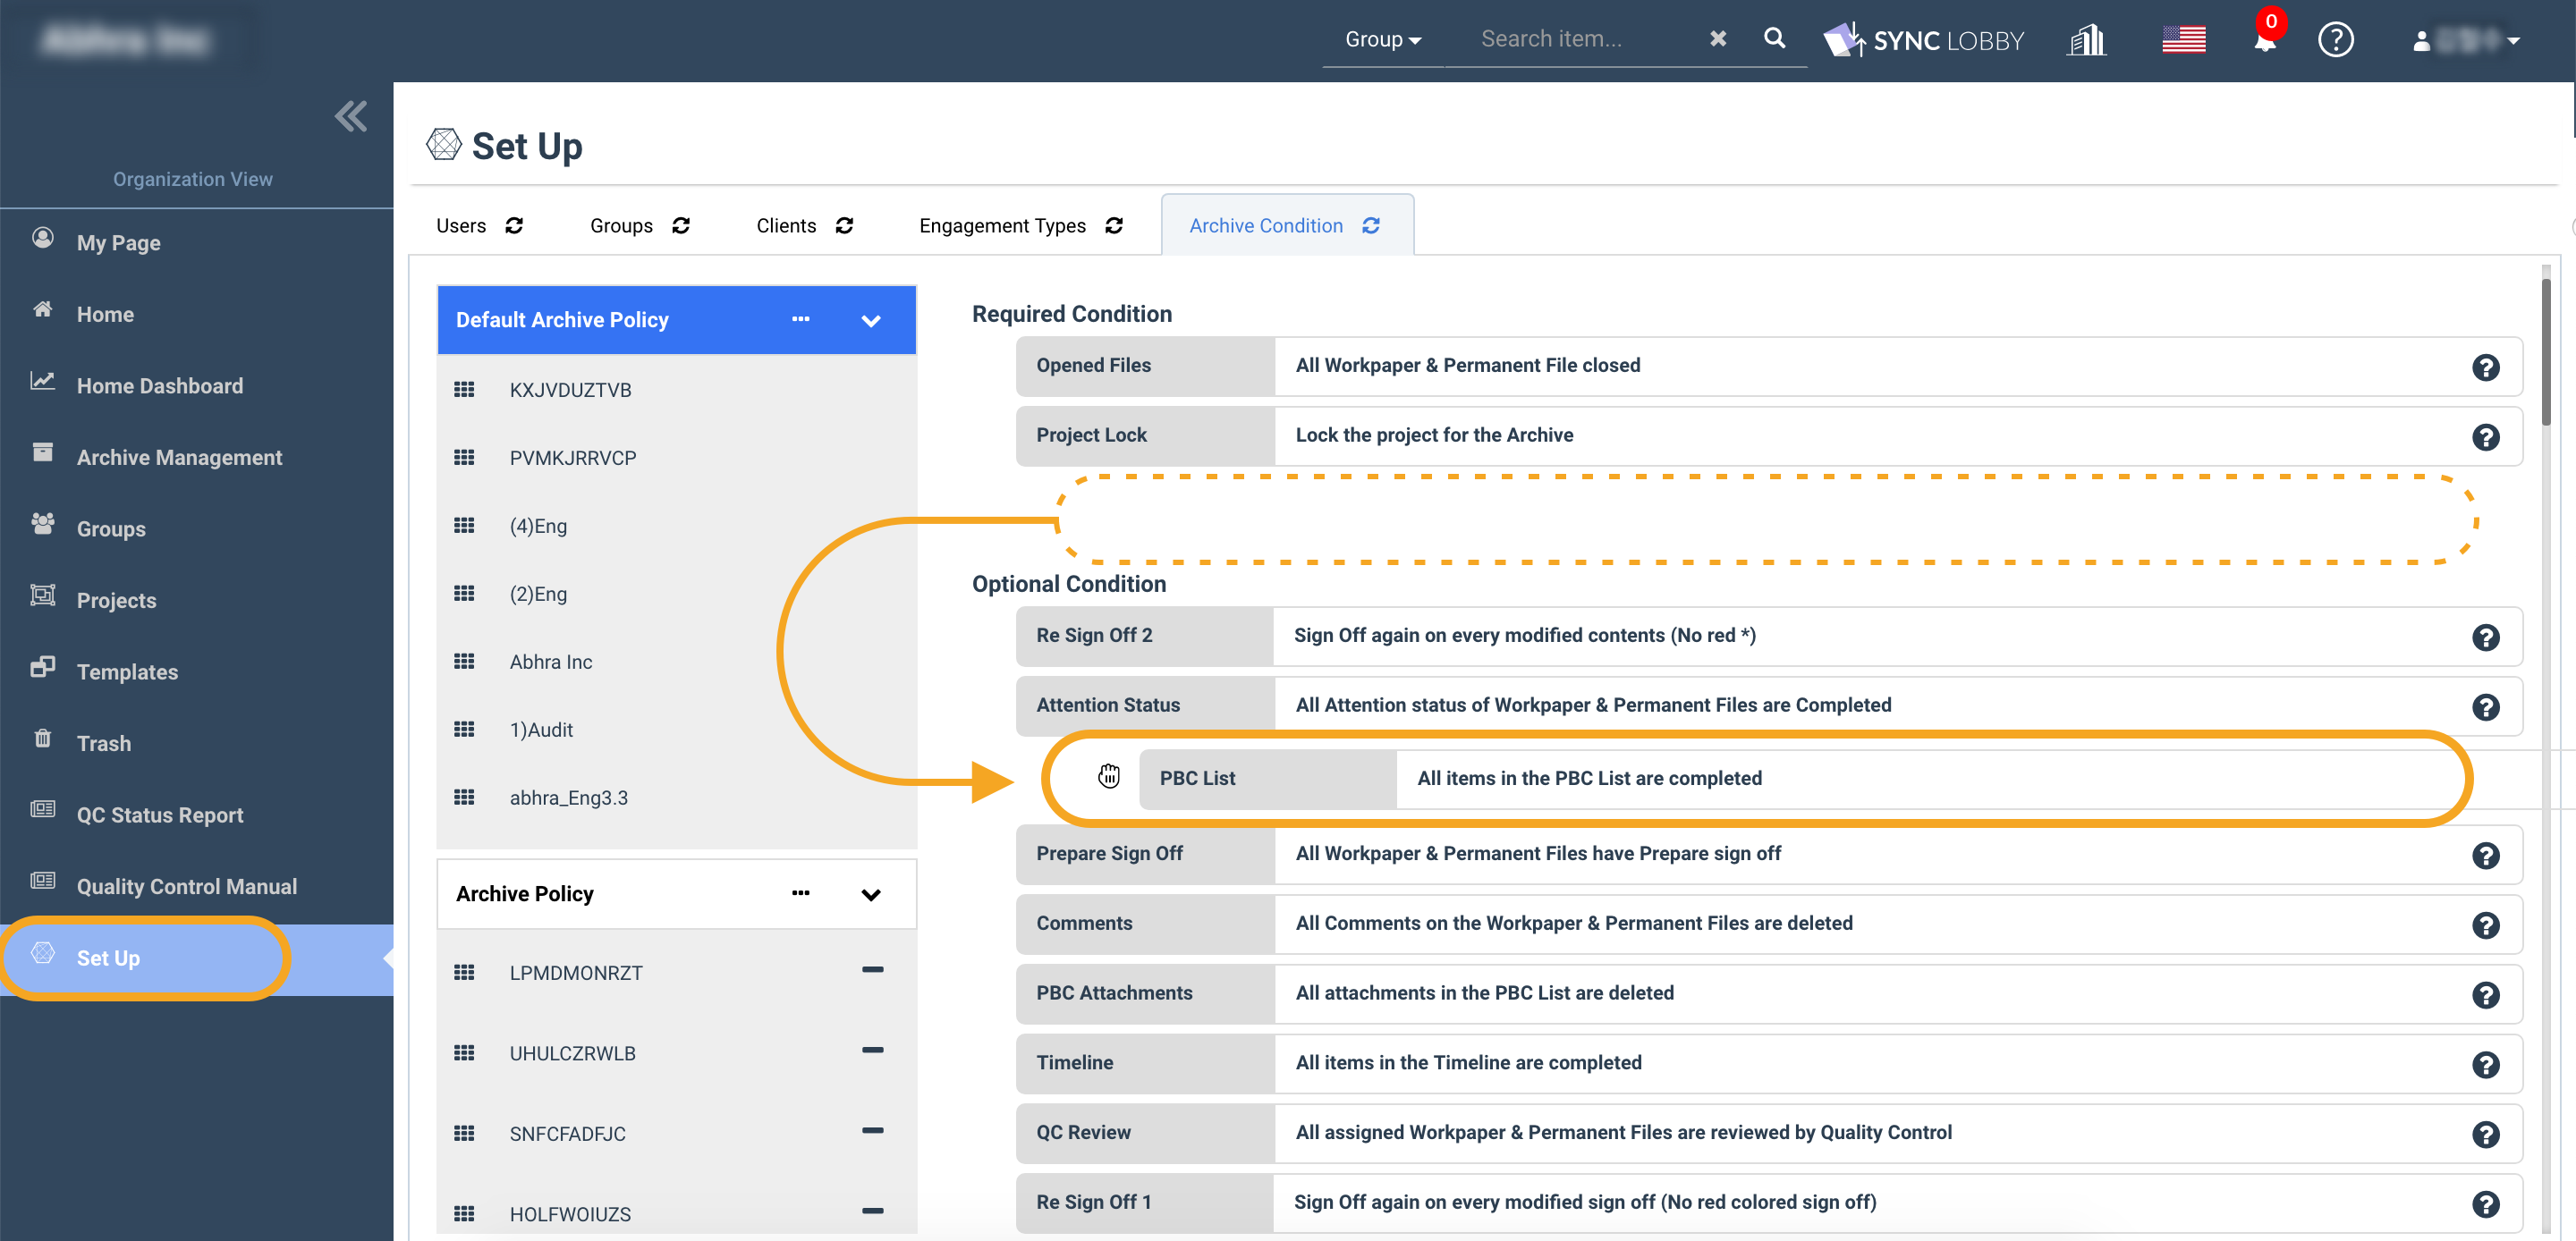 Group
Search item...
SYNC LOBBY
0
Organization View
My Page
Home
Home Dashboard
Archive Management
Groups
Projects
Templates
Trash
QC Status Report
Quality Control Manual
Set Up
Set Up
Users
Groups
Clients
Engagement Types
Archive Condition
Default Archive Policy
KXJVDUZTVB
PVMKJRRVCP
(4)Eng
(2)Eng
Abhra Inc
1)Audit
abhra_Eng3.3
Archive Policy
LPMDMONRZT
UHULCZRWLB
SNFCFADFJC
HOLFWOIUZS
Required Condition
Opened Files All Workpaper & Permanent File closed
Project Lock Lock the project for the Archive
Optional Condition
Re Sign Off 2 Sign Off again on every modified contents (No red *)
Attention Status All Attention status of Workpaper & Permanent Files are Completed
PBC List All items in the PBC List are completed
Prepare Sign Off All Workpaper & Permanent Files have Prepare sign off
Comments All Comments on the Workpaper & Permanent Files are deleted
PBC Attachments All attachments in the PBC List are deleted
Timeline All items in the Timeline are completed
QC Review All assigned Workpaper & Permanent Files are reviewed by Quality Control
Re Sign Off 1 Sign Off again on every modified sign off (No red colored sign off)